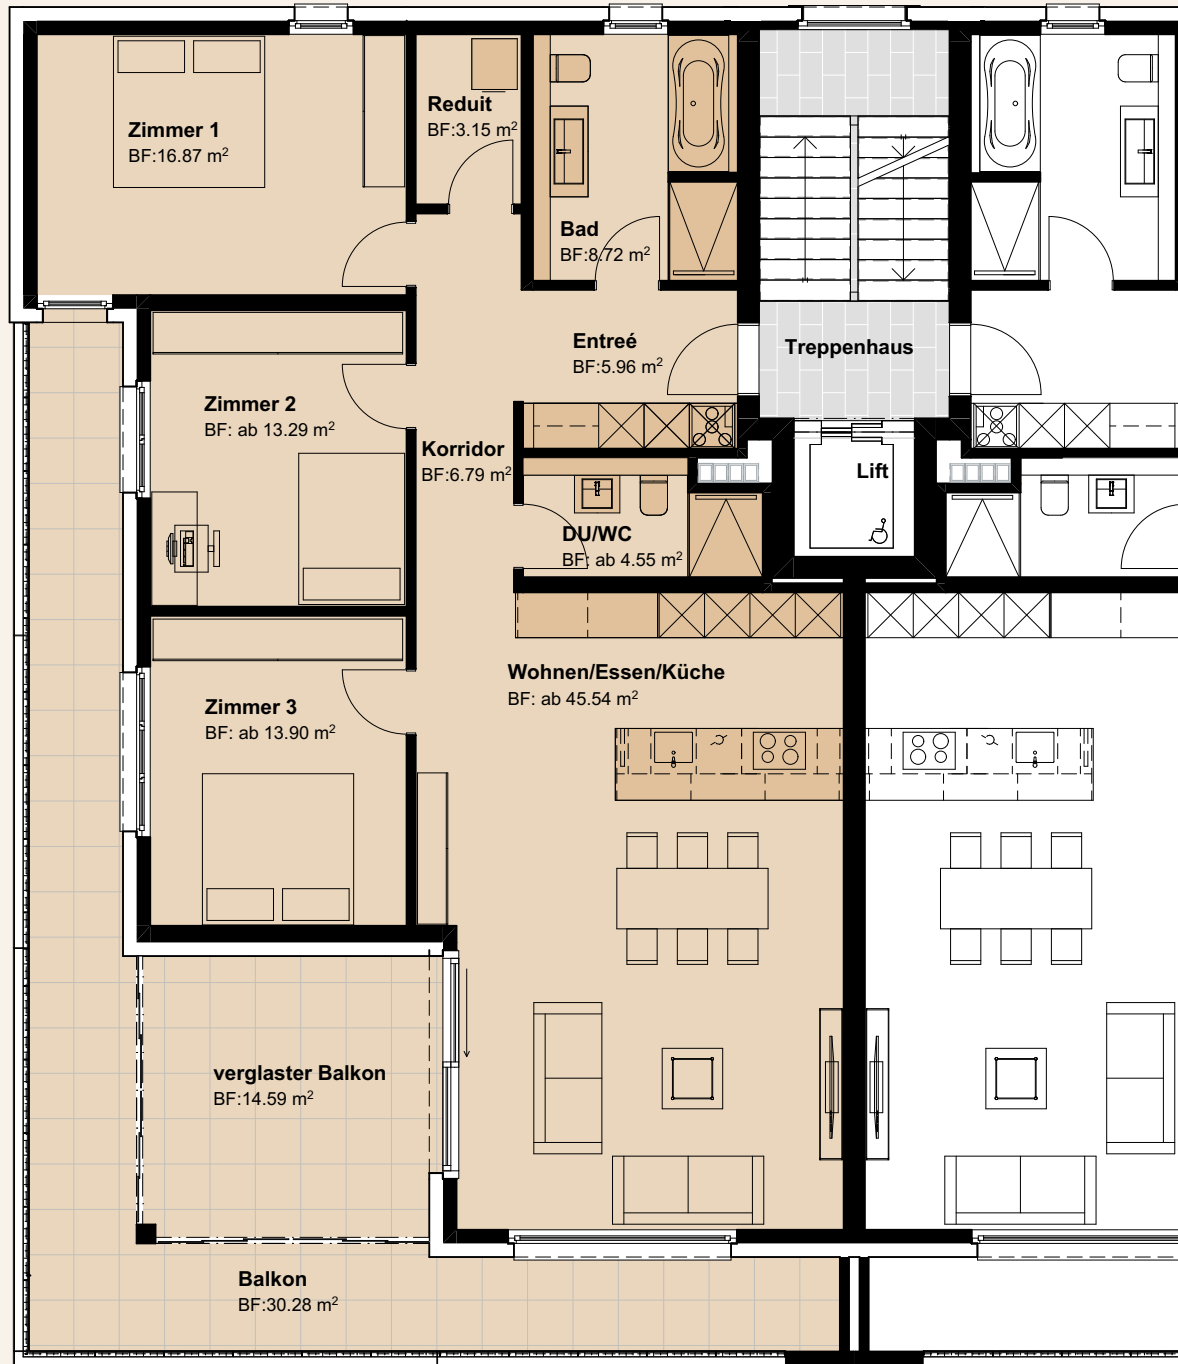 Reduit
BF:3.15 m²
Zimmer 1
BF:16.87 m²
Bad
BF:8.72 m²
Entreé
BF:5.96 m²
Treppenhaus
Zimmer 2
BF: ab 13.29 m²
Korridor
BF:6.79 m²
Lift
DU/WC
BF: ab 4.55 m²
Wohnen/Essen/Küche
BF: ab 45.54 m²
Zimmer 3
BF: ab 13.90 m²
verglaster Balkon
BF:14.59 m²
Balkon
BF:30.28 m²